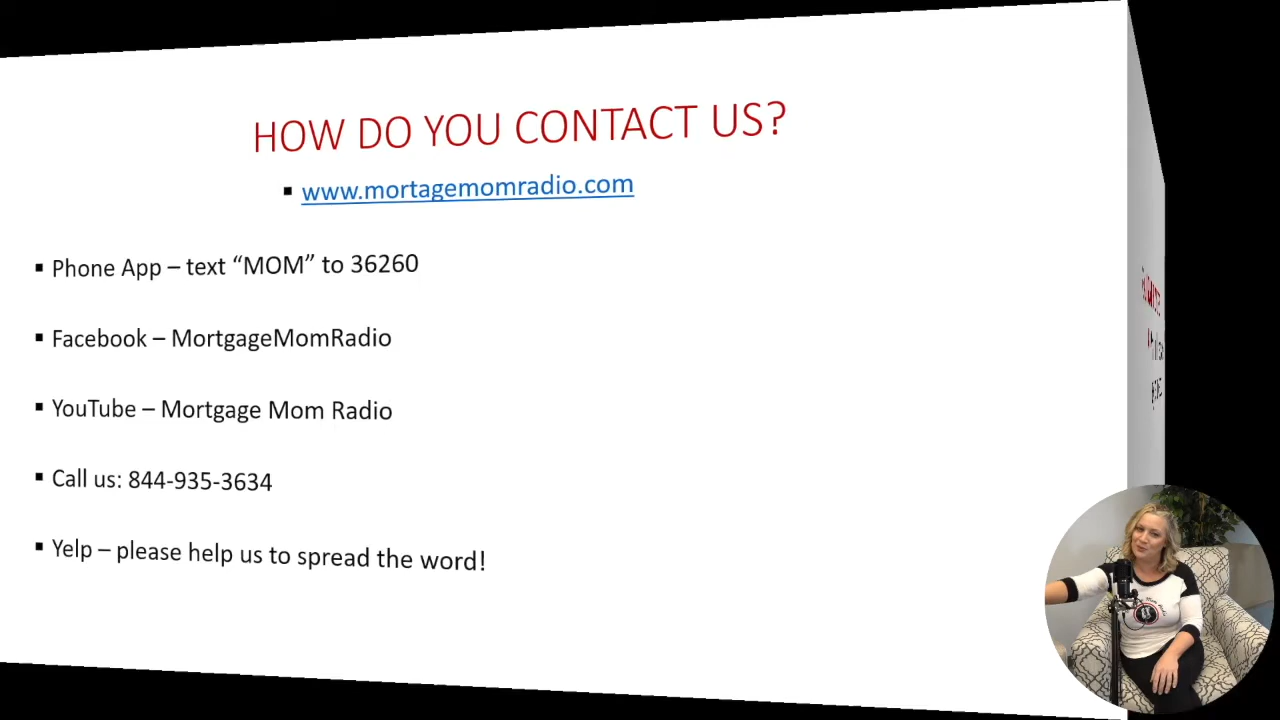 HOW DO YOU CONTACT US?
▪ www.mortagemomradio.com
▪ Phone App – text “MOM” to 36260
▪ Facebook – MortgageMomRadio
▪ YouTube – Mortgage Mom Radio
▪ Call us: 844-935-3634
▪ Yelp – please help us to spread the word!